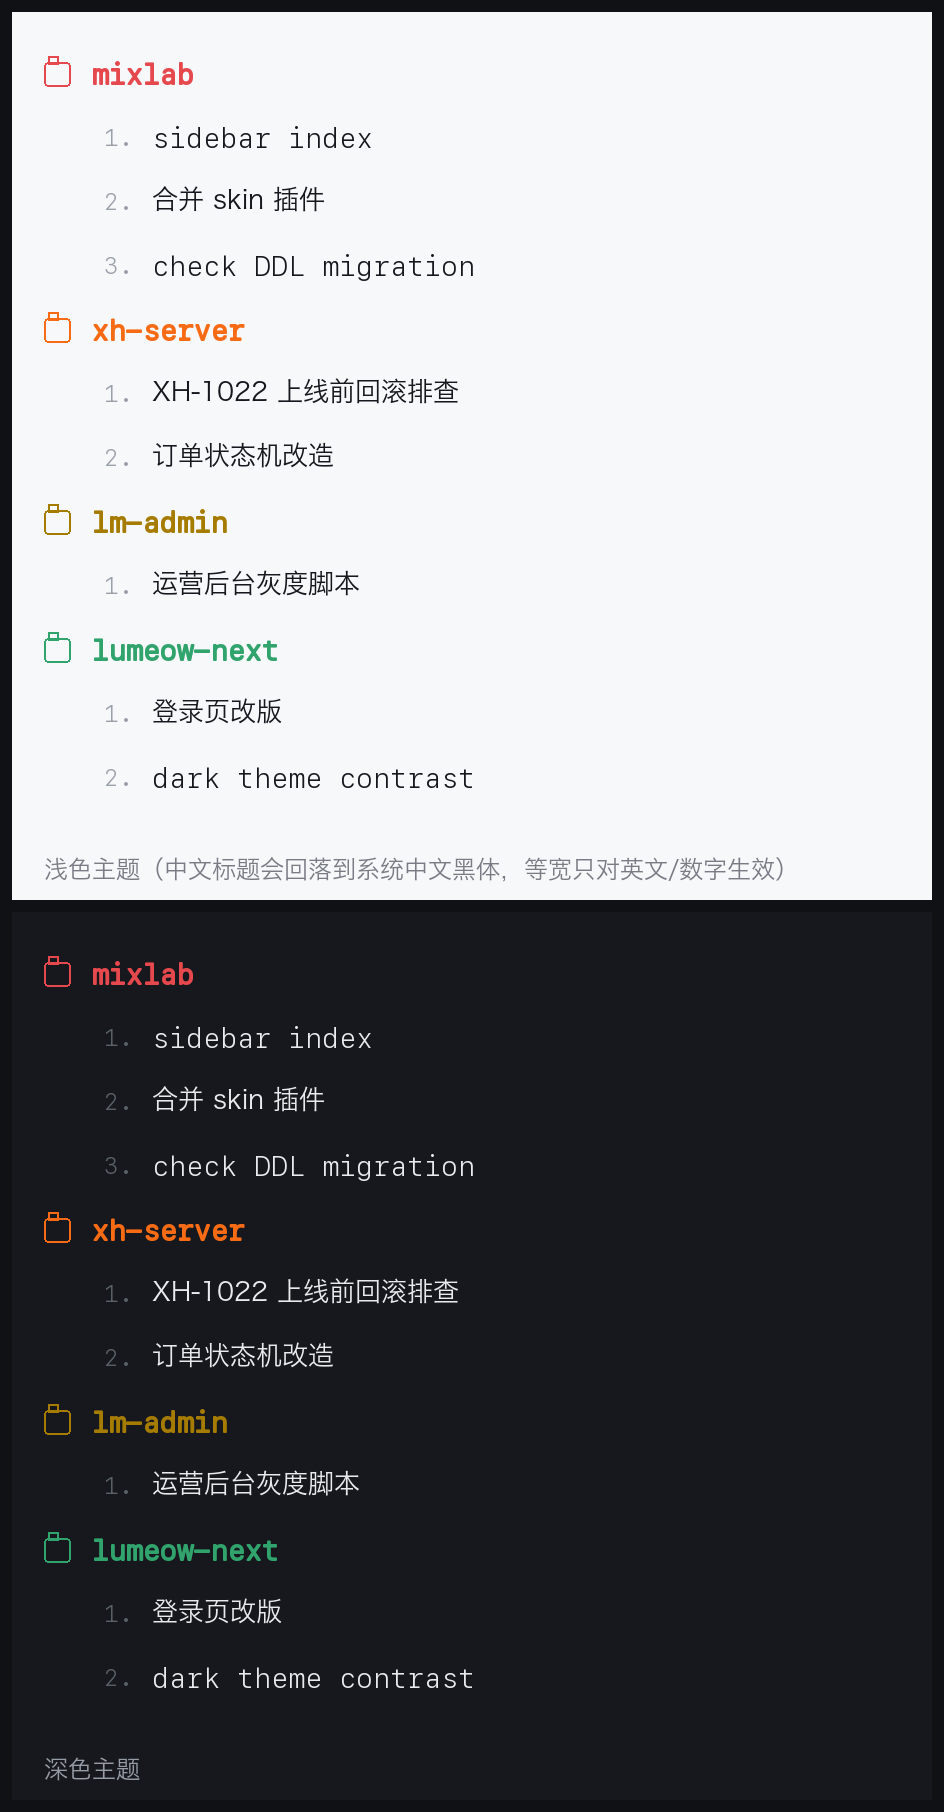 mixlab
1. sidebar index
2. 合并 skin 插件
3. check DDL migration
xh-server
1. XH-1022 上线前回滚排查
2. 订单状态机改造
lm-admin
1. 运营后台灰度脚本
lumeow-next
1. 登录页改版
2. dark theme contrast
浅色主题（中文标题会回落到系统中文黑体，等宽只对英文/数字生效）
mixlab
1. sidebar index
2. 合并 skin 插件
3. check DDL migration
xh-server
1. XH-1022 上线前回滚排查
2. 订单状态机改造
lm-admin
1. 运营后台灰度脚本
lumeow-next
1. 登录页改版
2. dark theme contrast
深色主题